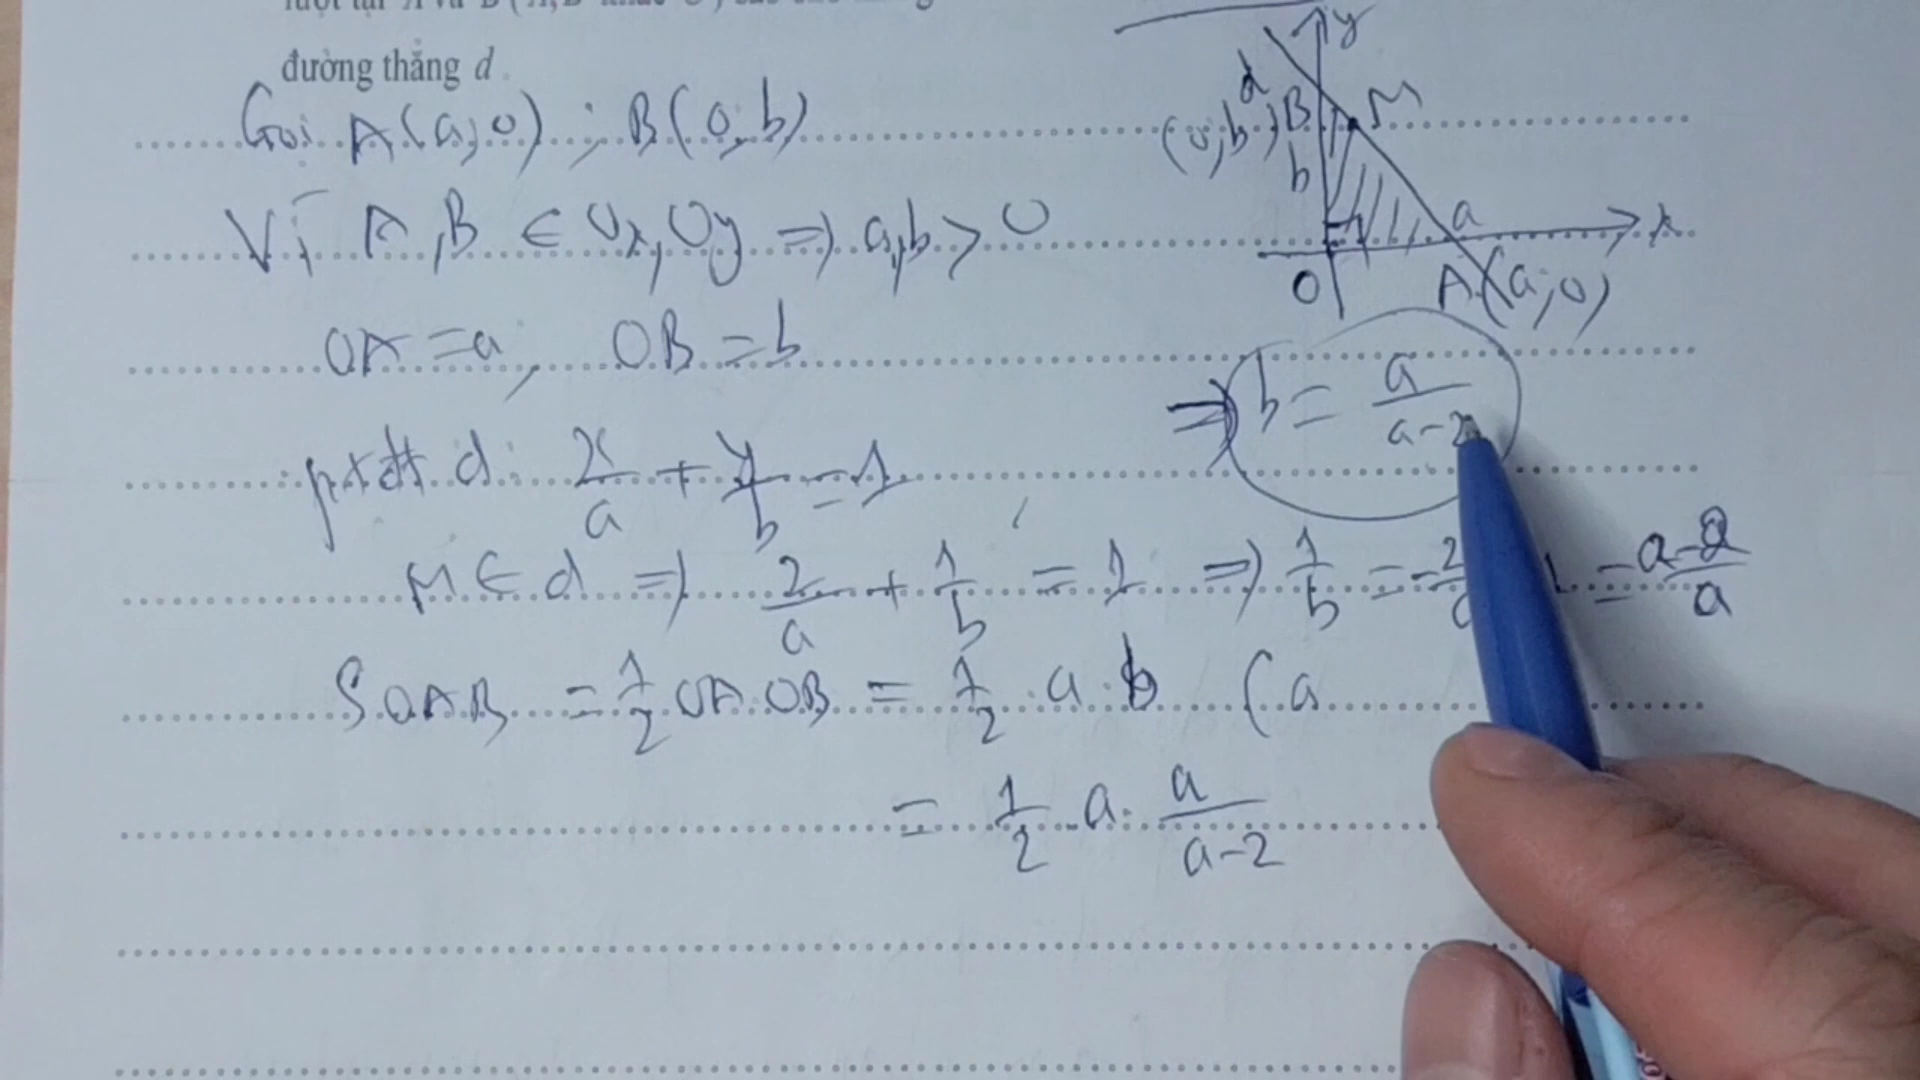 đường thẳng d
Gọi A(a;0) ; B(0;b)
Vì A,B ∈ Ox, Oy => a,b > 0
OA = a, OB = b
ptđt d: x/a + y/b = 1
M ∈ d => 2/a + 1/b = 1 => 1/b = -2/ = a-2/a
S OAB = 1/2 OA.OB = 1/2 . a . b (a
= 1/2 . a . a/a-2
y
d
(0;b) B M
b
a x
O A (a;0)
=> b = a/a-2